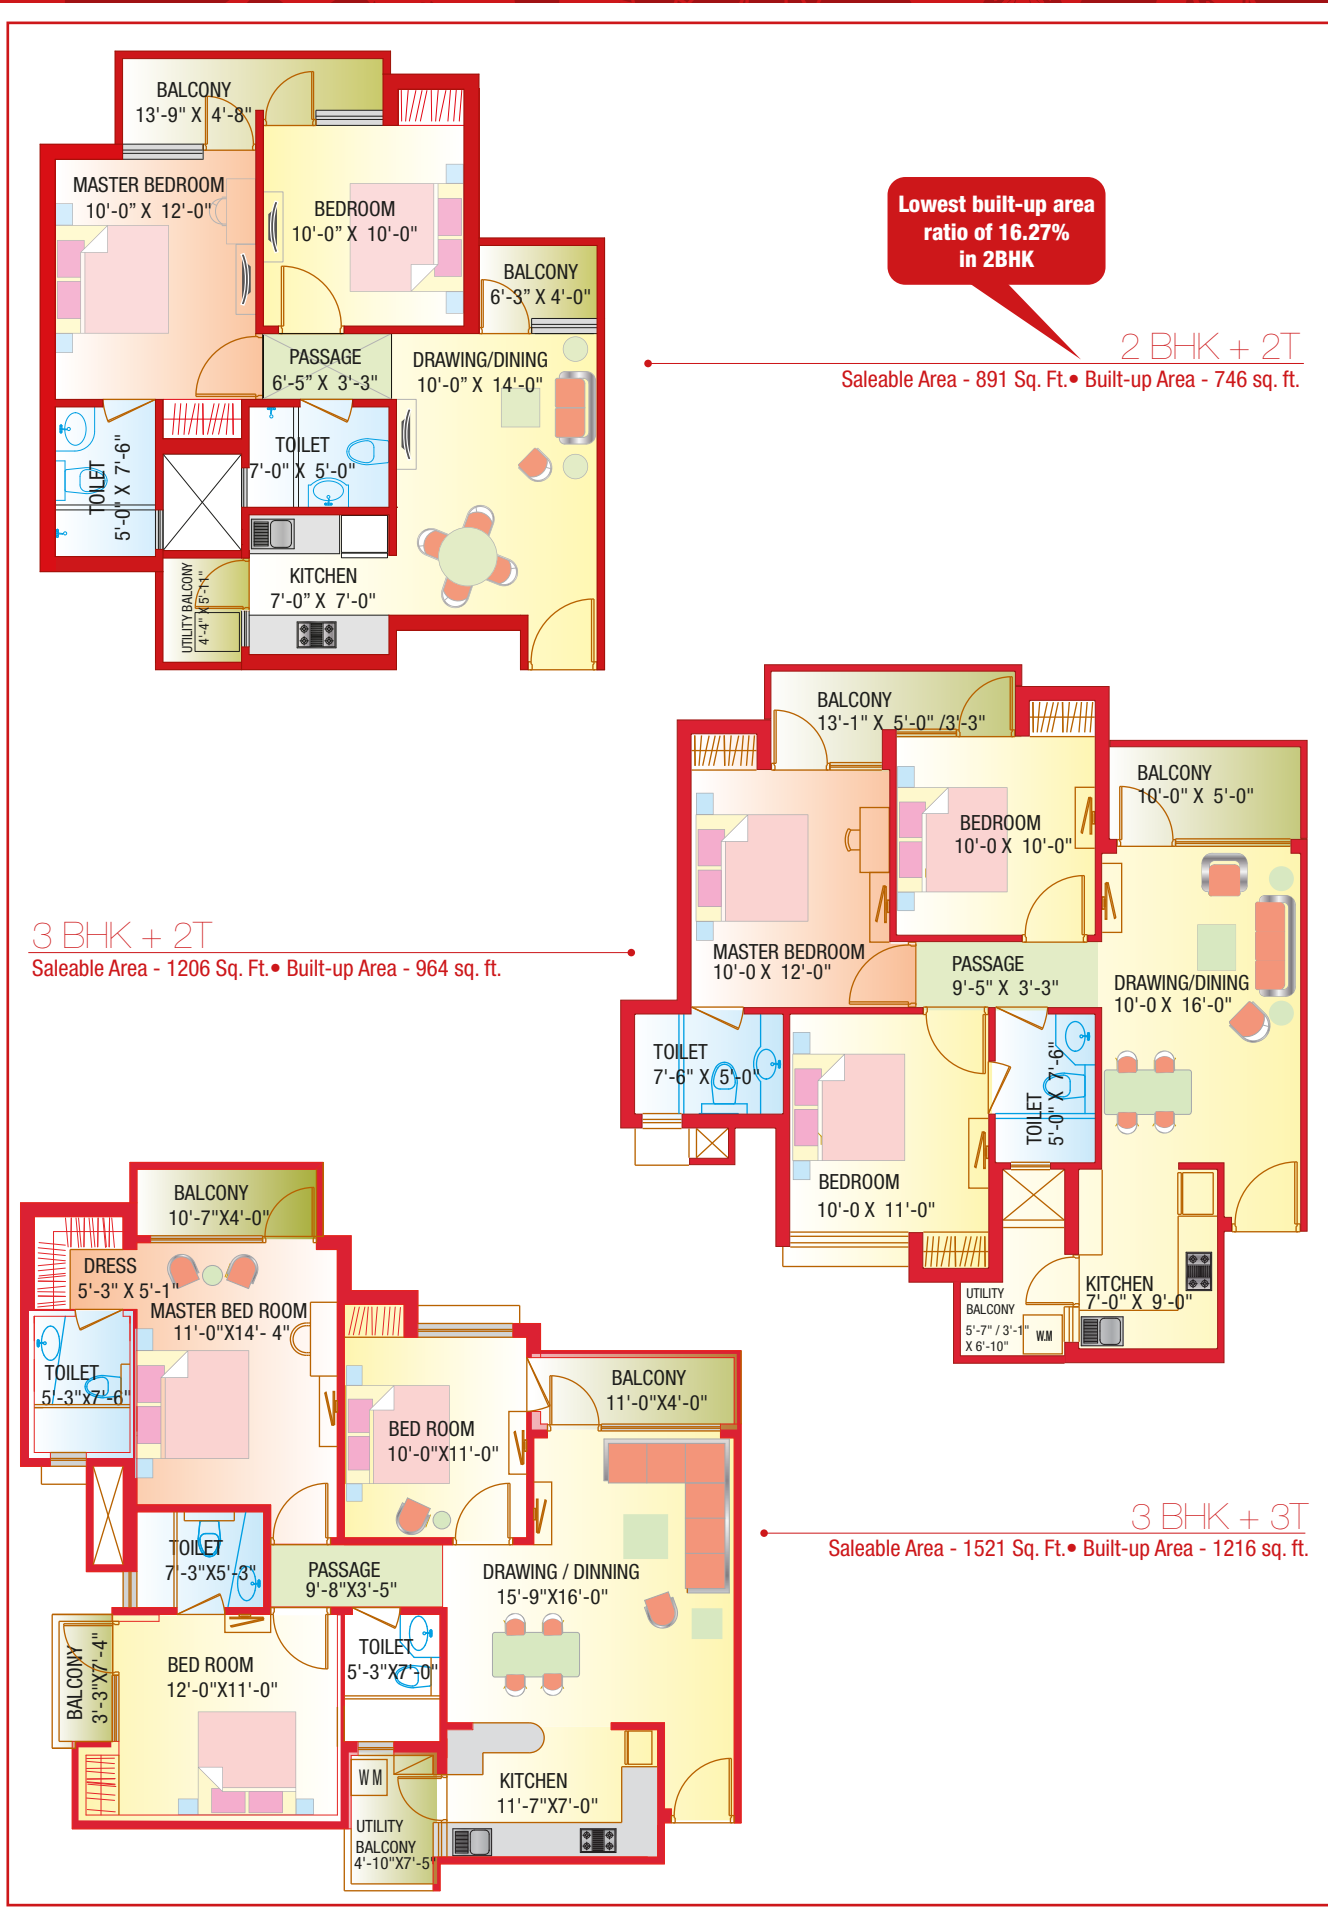 BALCONY
13'-9" X 4'-8"
MASTER BEDROOM
10'-0” X 12'-0"
BEDROOM
10'-0” X 10'-0"
BALCONY
6'-3” X 4'-0"
PASSAGE
6'-5” X 3'-3"
DRAWING/DINING
10'-0” X 14'-0"
TOILET
5'-0" X 7'-6"
TOILET
7'-0" X 5'-0"
KITCHEN
7'-0” X 7'-0"
UTILITY BALCONY
4'-4" X 5'-11"
Lowest built-up area
ratio of 16.27%
in 2BHK
2 BHK + 2T
Saleable Area - 891 Sq. Ft.• Built-up Area - 746 sq. ft.
BALCONY
13'-1" X 5'-0" /3'-3"
BALCONY
10'-0" X 5'-0"
BEDROOM
10'-0 X 10'-0"
MASTER BEDROOM
10'-0 X 12'-0"
PASSAGE
9'-5" X 3'-3"
DRAWING/DINING
10'-0 X 16'-0"
TOILET
7'-6" X 5'-0"
TOILET
5'-0" X 7'-6"
BEDROOM
10'-0 X 11'-0"
KITCHEN
7'-0" X 9'-0"
UTILITY
BALCONY
5'-7" / 3'-1"
X 6'-10"
W.M
3 BHK + 2T
Saleable Area - 1206 Sq. Ft.• Built-up Area - 964 sq. ft.
BALCONY
10'-7"X4'-0"
DRESS
5'-3" X 5'-1"
MASTER BED ROOM
11'-0"X14'- 4"
TOILET
5'-3"x7'-6"
BALCONY
11'-0"X4'-0"
BED ROOM
10'-0"X11'-0"
TOILET
7'-3"X5'-3"
PASSAGE
9'-8"X3'-5"
DRAWING / DINNING
15'-9"X16'-0"
BALCONY
3'-3"X7'-4"
BED ROOM
12'-0"X11'-0"
TOILET
5'-3"X7'-0"
W M
KITCHEN
11'-7"X7'-0"
UTILITY
BALCONY
4'-10"X7'-5"
3 BHK + 3T
Saleable Area - 1521 Sq. Ft.• Built-up Area - 1216 sq. ft.